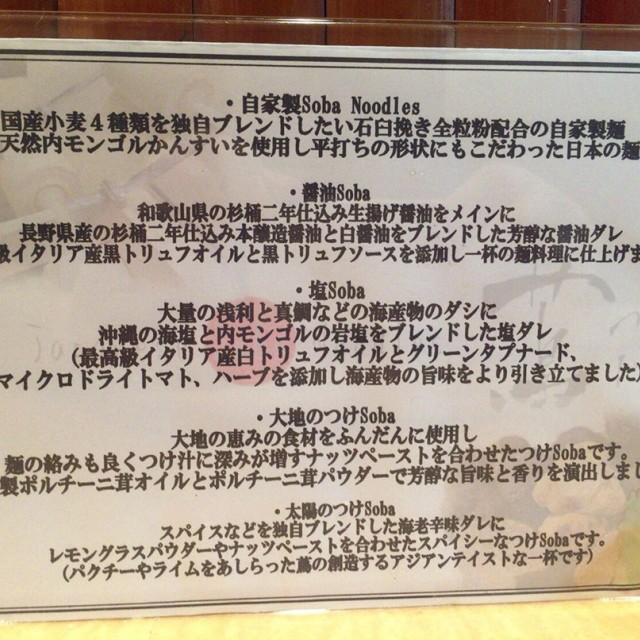 ・自家製Soba Noodles
国産小麦４種類を独自ブレンドしたい石臼挽き全粒粉配合の自家製麺
天然内モンゴルかんすいを使用し平打ちの形状にもこだわった日本の麺
・醤油Soba
和歌山県の杉桶二年仕込み生揚げ醤油をメインに
長野県産の杉桶二年仕込み本醸造醤油と白醤油をブレンドした芳醇な醤油ダレ
級イタリア産黒トリュフオイルと黒トリュフソースを添加し一杯の麺料理に仕上げま
・塩Soba
大量の浅利と真鯛などの海産物のダシに
沖縄の海塩と内モンゴルの岩塩をブレンドした塩ダレ
（最高級イタリア産白トリュフオイルとグリーンタプナード、
マイクロドライトマト、ハーブを添加し海産物の旨味をより引き立てました）
・大地のつけSoba
大地の恵みの食材をふんだんに使用し
麺の絡みも良くつけ汁に深みが増すナッツペーストを合わせたつけSobaです。
製ポルチーニ茸オイルとポルチーニ茸パウダーで芳醇な旨味と香りを演出しまし
・太陽のつけSoba
スパイスなどを独自ブレンドした海老辛味ダレに
レモングラスパウダーやナッツペーストを合わせたスパイシーなつけSobaです。
（パクチーやライムをあしらった蔦の創造するアジアンテイストな一杯です）